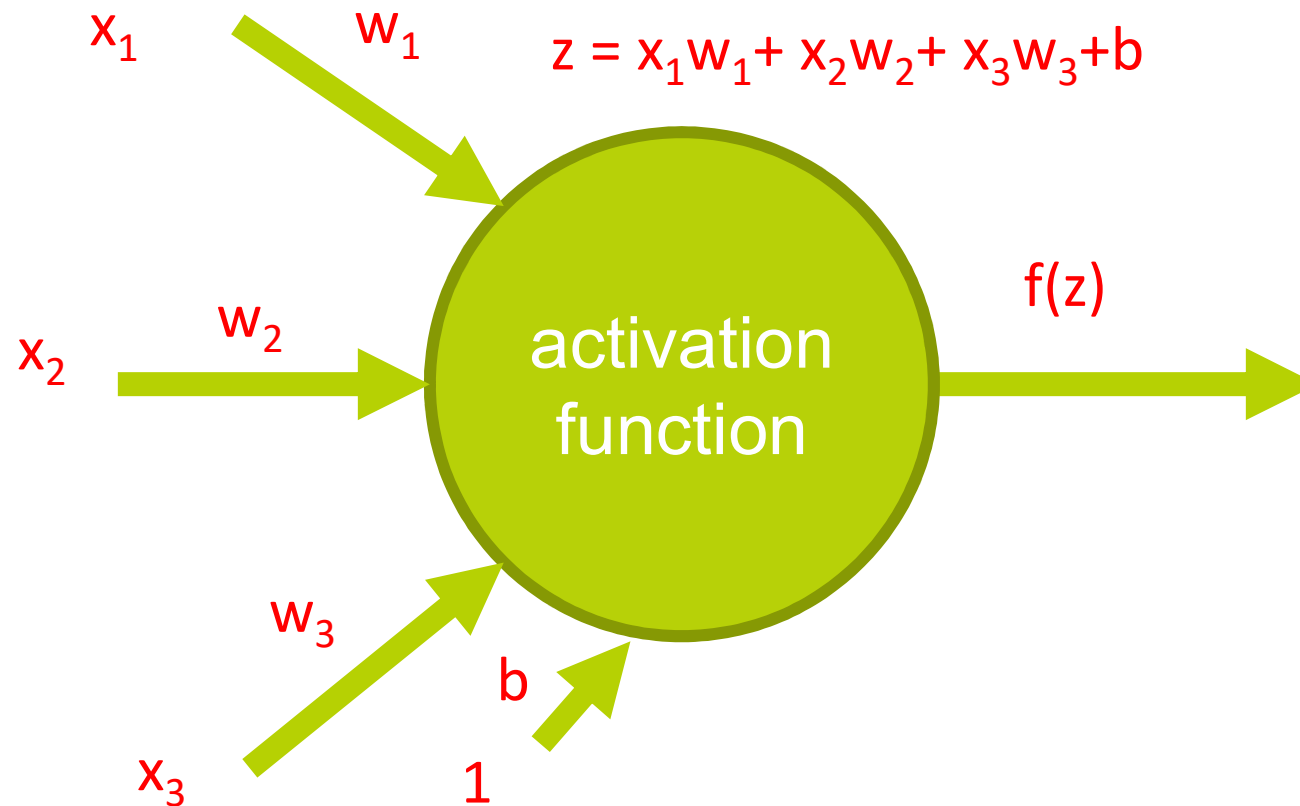 x₁
w₁
z = x₁w₁+ x₂w₂+ x₃w₃+b
x₂
w₂
activation
function
f(z)
w₃
x₃
b
1